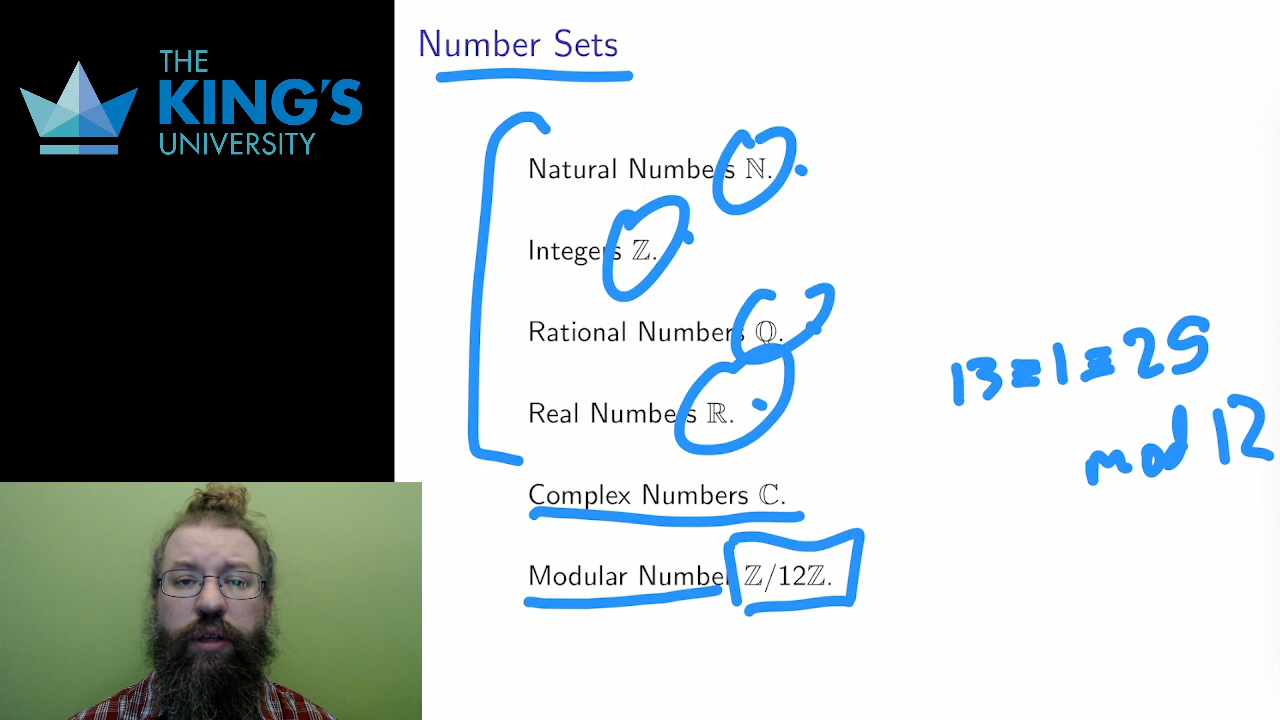 THE
KING'S
UNIVERSITY
Number Sets
Natural Numbers ℕ.
Integers ℤ.
Rational Numbers ℚ.
Real Numbers ℝ.
13 ≡ 1 ≡ 25
mod 12
Complex Numbers ℂ.
Modular Number ℤ/12ℤ.